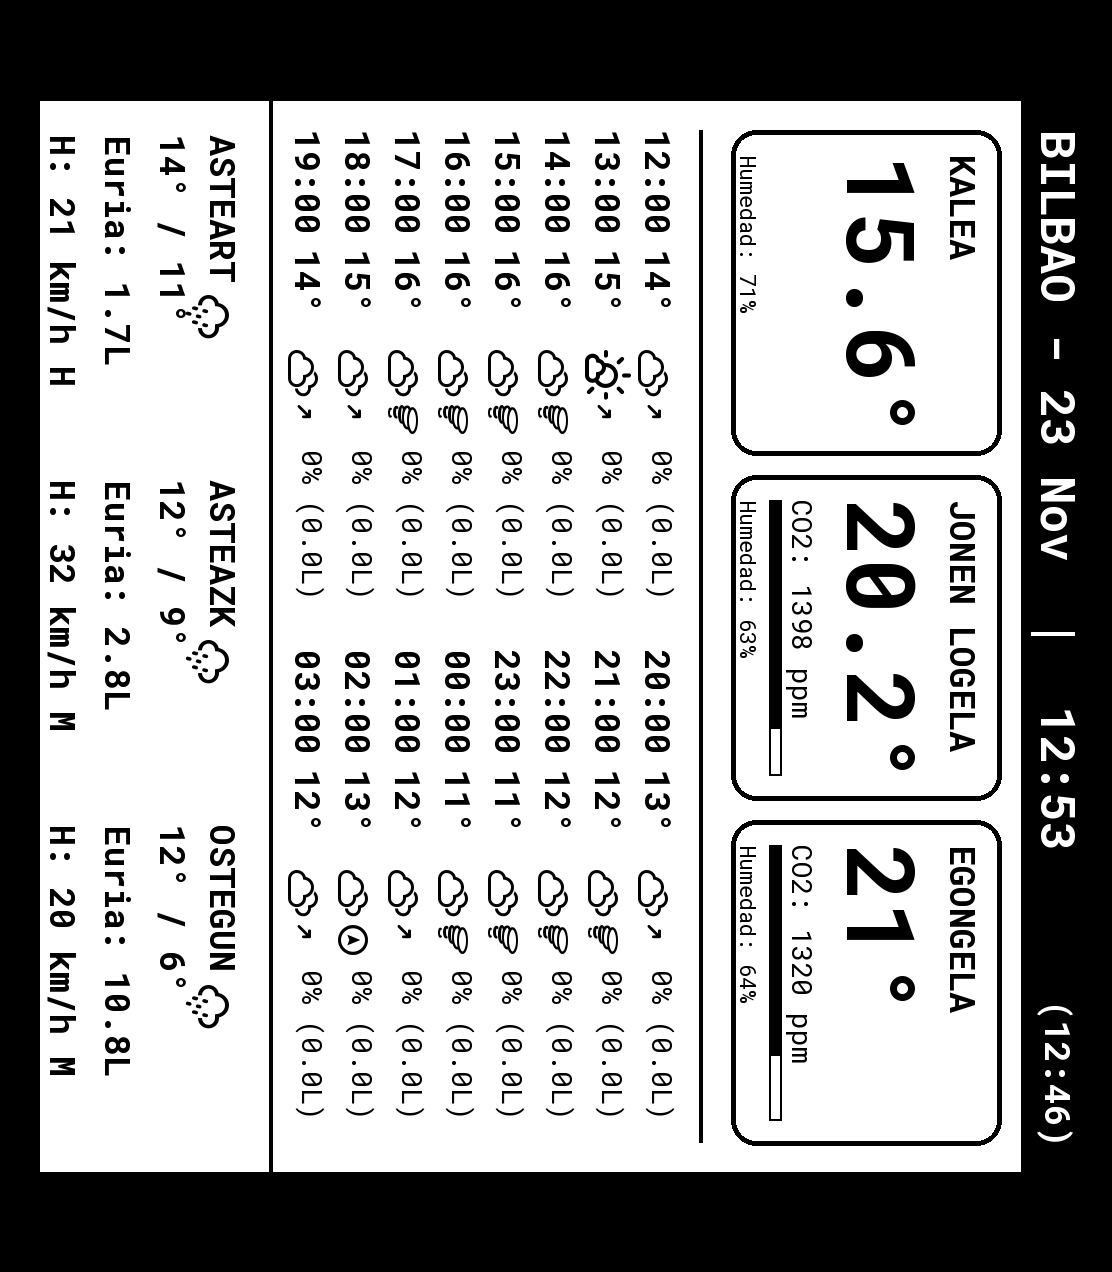 BILBAO - 23 Nov | 12:53 (12:46)
KALEA
15.6°
Humedad: 71%
JONEN LOGELA
20.2°
CO2: 1398 ppm
Humedad: 63%
EGONGELA
21°
CO2: 1320 ppm
Humedad: 64%
12:00 14° 0% (0.0L)
13:00 15° 0% (0.0L)
14:00 16° 0% (0.0L)
15:00 16° 0% (0.0L)
16:00 16° 0% (0.0L)
17:00 16° 0% (0.0L)
18:00 15° 0% (0.0L)
19:00 14° 0% (0.0L)
20:00 13° 0% (0.0L)
21:00 12° 0% (0.0L)
22:00 12° 0% (0.0L)
23:00 11° 0% (0.0L)
00:00 11° 0% (0.0L)
01:00 12° 0% (0.0L)
02:00 13° 0% (0.0L)
03:00 12° 0% (0.0L)
ASTEART
14° / 11°
Euria: 1.7L
H: 21 km/h H
ASTEAZK
12° / 9°
Euria: 2.8L
H: 32 km/h M
OSTEGUN
12° / 6°
Euria: 10.8L
H: 20 km/h M